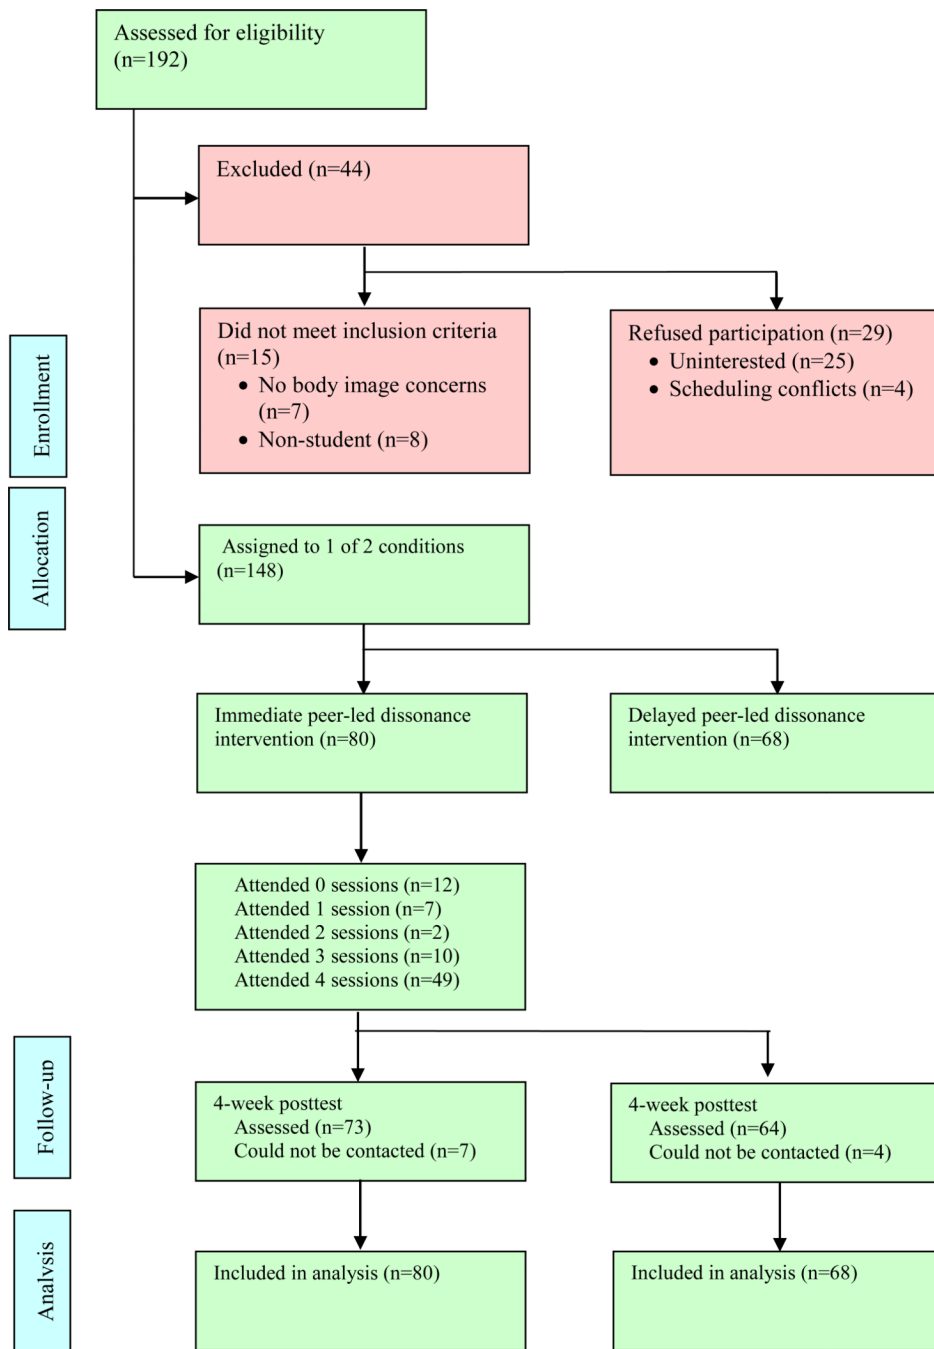 Assessed for eligibility
(n=192)
Excluded (n=44)
Did not meet inclusion criteria
(n=15)
• No body image concerns
(n=7)
• Non-student (n=8)
Refused participation (n=29)
• Uninterested (n=25)
• Scheduling conflicts (n=4)
Enrollment
Allocation
Assigned to 1 of 2 conditions
(n=148)
Immediate peer-led dissonance
intervention (n=80)
Delayed peer-led dissonance
intervention (n=68)
Attended 0 sessions (n=12)
Attended 1 session (n=7)
Attended 2 sessions (n=2)
Attended 3 sessions (n=10)
Attended 4 sessions (n=49)
Follow-up
4-week posttest
Assessed (n=73)
Could not be contacted (n=7)
4-week posttest
Assessed (n=64)
Could not be contacted (n=4)
Analysis
Included in analysis (n=80)
Included in analysis (n=68)